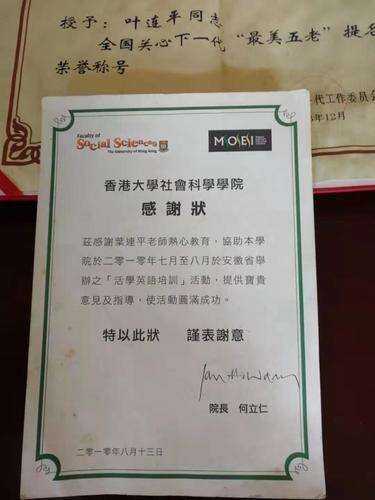 授予：叶连平同志
全国关心下一代“最美五老”提名
荣誉称号
代工作委员会
12月
Faculty of
Social Sciences
The University of Hong Kong
MOEI
香港大學社會科學學院
感謝狀
茲感謝葉連平老師熱心教育，協助本學
院於二零一零年七月至八月於安徽省舉
辦之「活學英語培訓」活動，提供寶貴
意見及指導，使活動圓滿成功。
特以此狀 謹表謝意
院長 何立仁
二零一零年八月十三日